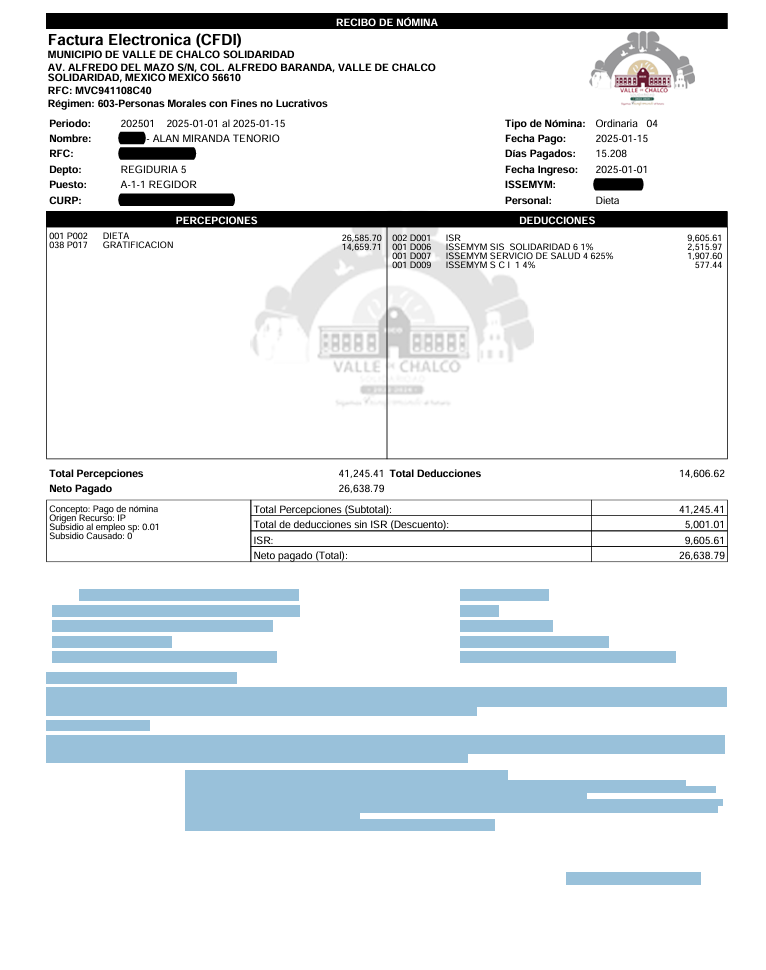 RECIBO DE NÓMINA
Factura Electronica (CFDI)
MUNICIPIO DE VALLE DE CHALCO SOLIDARIDAD
AV. ALFREDO DEL MAZO S/N, COL. ALFREDO BARANDA, VALLE DE CHALCO
SOLIDARIDAD, MEXICO MEXICO 56610
RFC: MVC941108C40
Régimen: 603-Personas Morales con Fines no Lucrativos
VALLE DE CHALCO
Periodo: 202501 2025-01-01 al 2025-01-15 Tipo de Nómina: Ordinaria 04
Nombre: - ALAN MIRANDA TENORIO Fecha Pago: 2025-01-15
RFC: Días Pagados: 15.208
Depto: REGIDURIA 5 Fecha Ingreso: 2025-01-01
Puesto: A-1-1 REGIDOR ISSEMYM:
CURP: Personal: Dieta
PERCEPCIONES DEDUCCIONES
001 P002 DIETA 26,585.70 002 D001 ISR 9,605.61
038 P017 GRATIFICACION 14,659.71 001 D006 ISSEMYM SIS SOLIDARIDAD 6 1% 2,515.97
001 D007 ISSEMYM SERVICIO DE SALUD 4 625% 1,907.60
001 D009 ISSEMYM S C I 1 4% 577.44
VALLE DE CHALCO
SOLIDARIDAD
Total Percepciones 41,245.41 Total Deducciones 14,606.62
Neto Pagado 26,638.79
Concepto: Pago de nómina
Origen Recurso: IP
Subsidio al empleo sp: 0.01
Subsidio Causado: 0
Total Percepciones (Subtotal): 41,245.41
Total de deducciones sin ISR (Descuento): 5,001.01
ISR: 9,605.61
Neto pagado (Total): 26,638.79